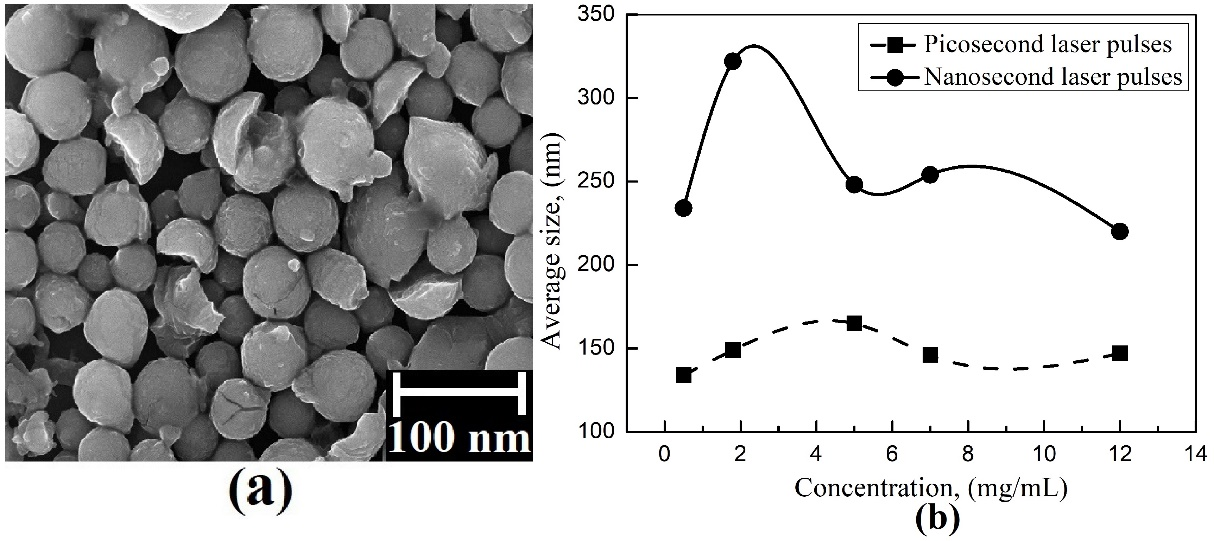 100 nm
(a)
350
300
250
200
150
100
Average size, (nm)
Picosecond laser pulses
Nanosecond laser pulses
0 2 4 6 8 10 12 14
Concentration, (mg/mL)
(b)